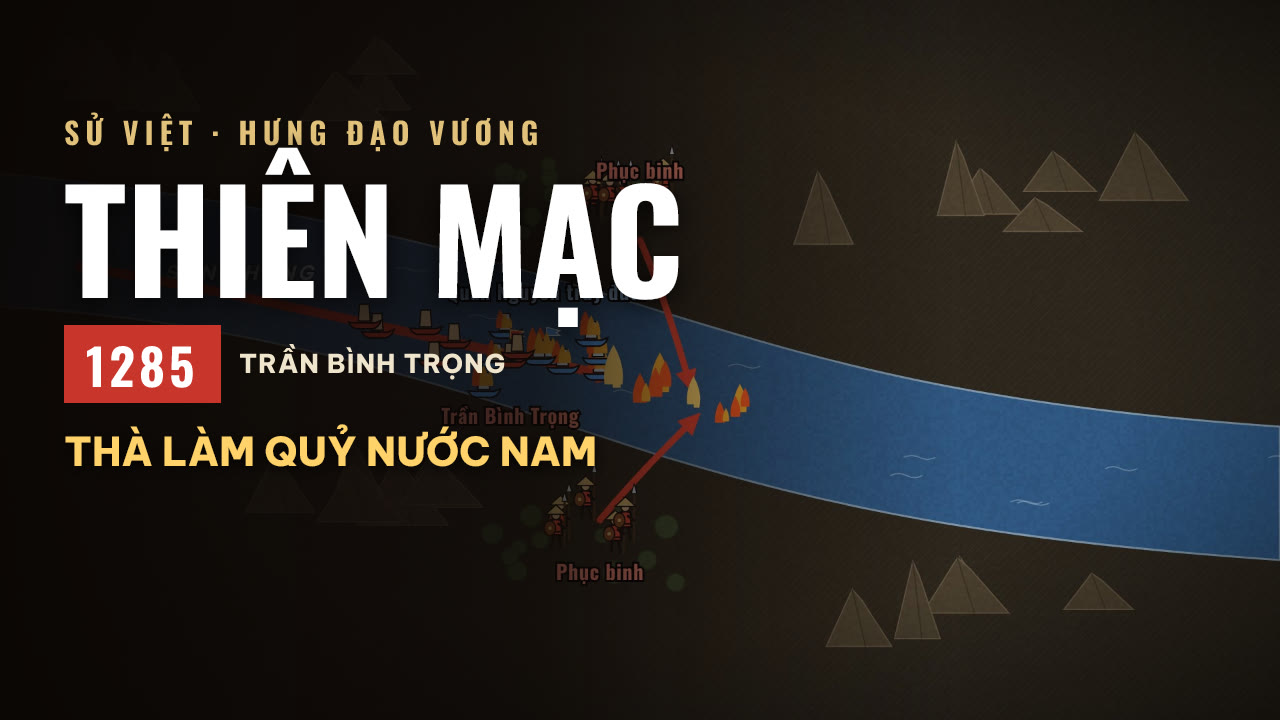 SỬ VIỆT · HƯNG ĐẠO VƯƠNG
Phục binh
THIÊN MẠC
1285
TRẦN BÌNH TRỌNG
Trần Bình Trọng
THÀ LÀM QUỶ NƯỚC NAM
Phục binh